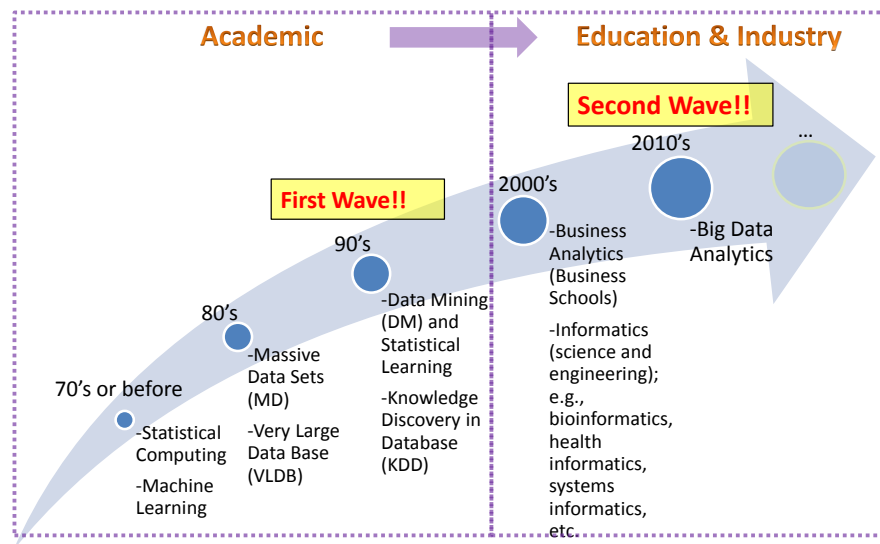 Academic
Education & Industry
Second Wave!!
First Wave!!
70's or before
-Statistical
Computing
-Machine
Learning
80's
-Massive
Data Sets
(MD)
-Very Large
Data Base
(VLDB)
90's
-Data Mining
(DM) and
Statistical
Learning
-Knowledge
Discovery in
Database
(KDD)
2000's
-Business
Analytics
(Business
Schools)
-Informatics
(science and
engineering);
e.g.,
bioinformatics,
health
informatics,
systems
informatics,
etc.
2010's
-Big Data
Analytics
...